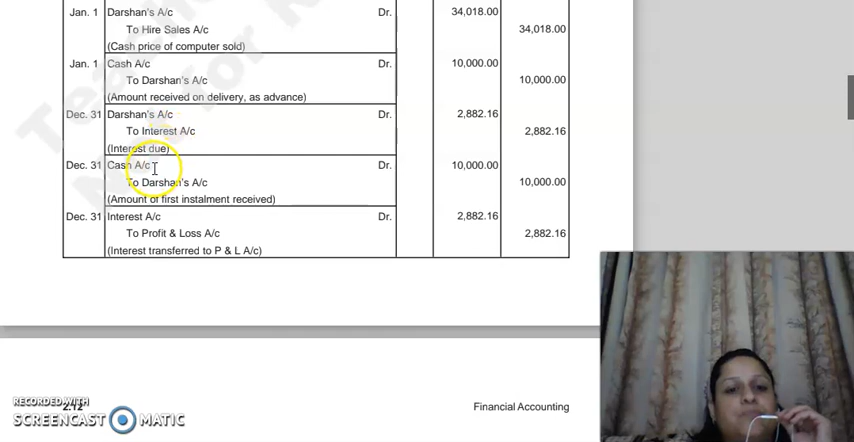 Jan. 1 Darshan's A/c Dr. 34,018.00
To Hire Sales A/c 34,018.00
(Cash price of computer sold)
Jan. 1 Cash A/c Dr. 10,000.00
To Darshan's A/c 10,000.00
(Amount received on delivery, as advance)
Dec. 31 Darshan's A/c Dr. 2,882.16
To Interest A/c 2,882.16
(Interest due)
Dec. 31 Cash A/c Dr. 10,000.00
To Darshan's A/c 10,000.00
(Amount of first instalment received)
Dec. 31 Interest A/c Dr. 2,882.16
To Profit & Loss A/c 2,882.16
(Interest transferred to P & L A/c)
2.12 Financial Accounting
RECORDED WITH
SCREENCAST MATIC